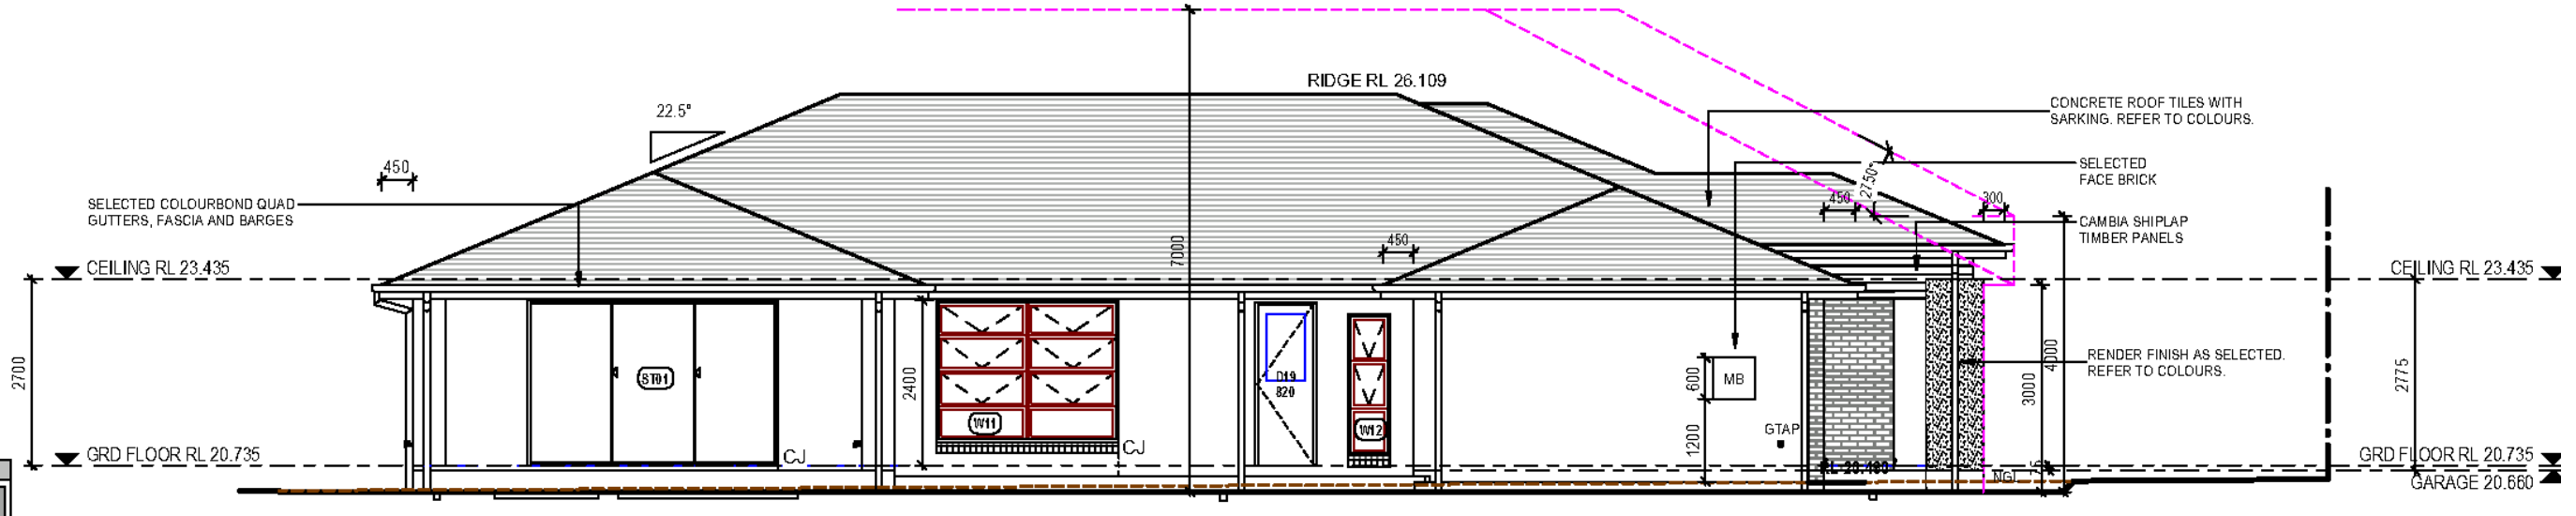 RIDGE RL 26.109
22.5°
CONCRETE ROOF TILES WITH
SARKING. REFER TO COLOURS.
450
SELECTED
FACE BRICK
27.50°
SELECTED COLOURBOND QUAD
GUTTERS, FASCIA AND BARGES
450
300
CAMBIA SHIPLAP
TIMBER PANELS
7000
450
CEILING RL 23.435
CEILING RL 23.435
2700
ST01
2400
W11
CJ
CJ
D19
820
W12
600
MB
1200
GTAP
3000
4000
RENDER FINISH AS SELECTED.
REFER TO COLOURS.
2775
GRD FLOOR RL 20.735
GRD FLOOR RL 20.735
75
NGL
GARAGE 20.660